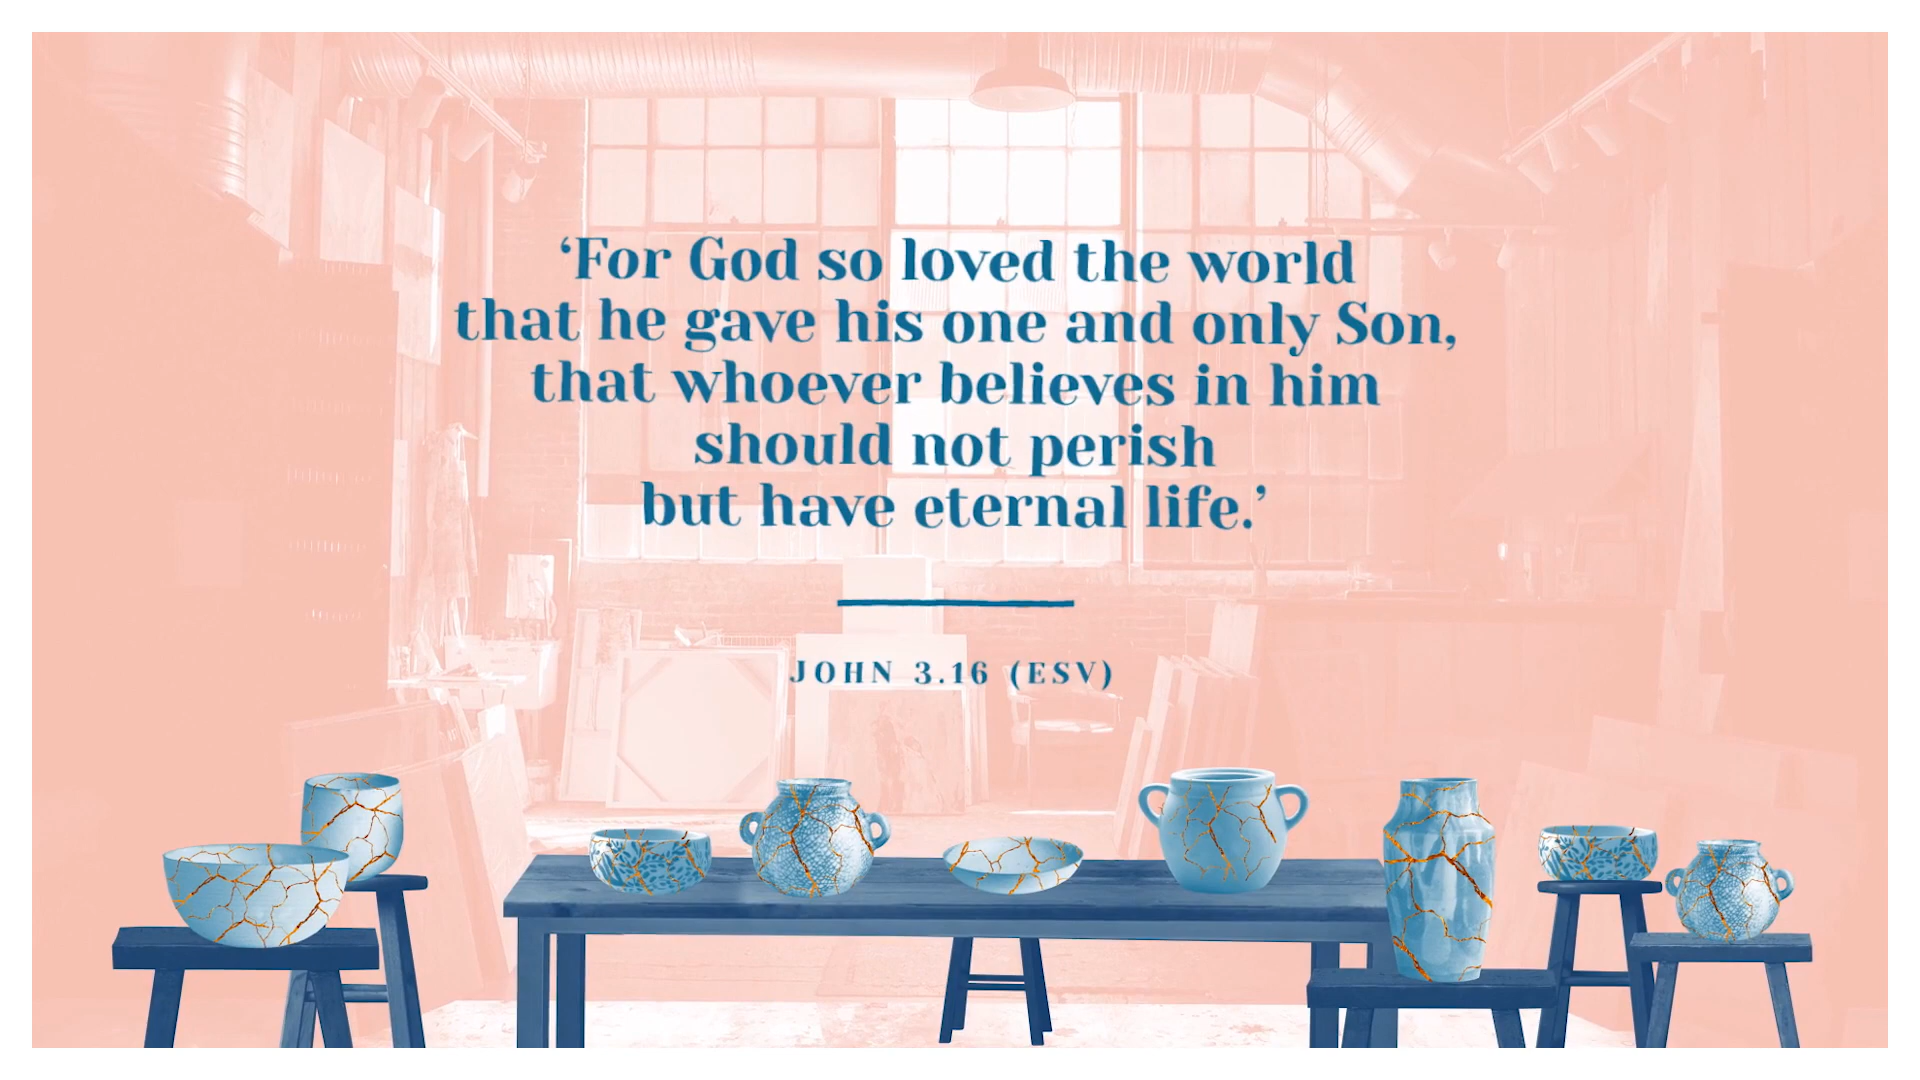 ‘For God so loved the world
that he gave his one and only Son,
that whoever believes in him
should not perish
but have eternal life.’
JOHN 3.16 (ESV)